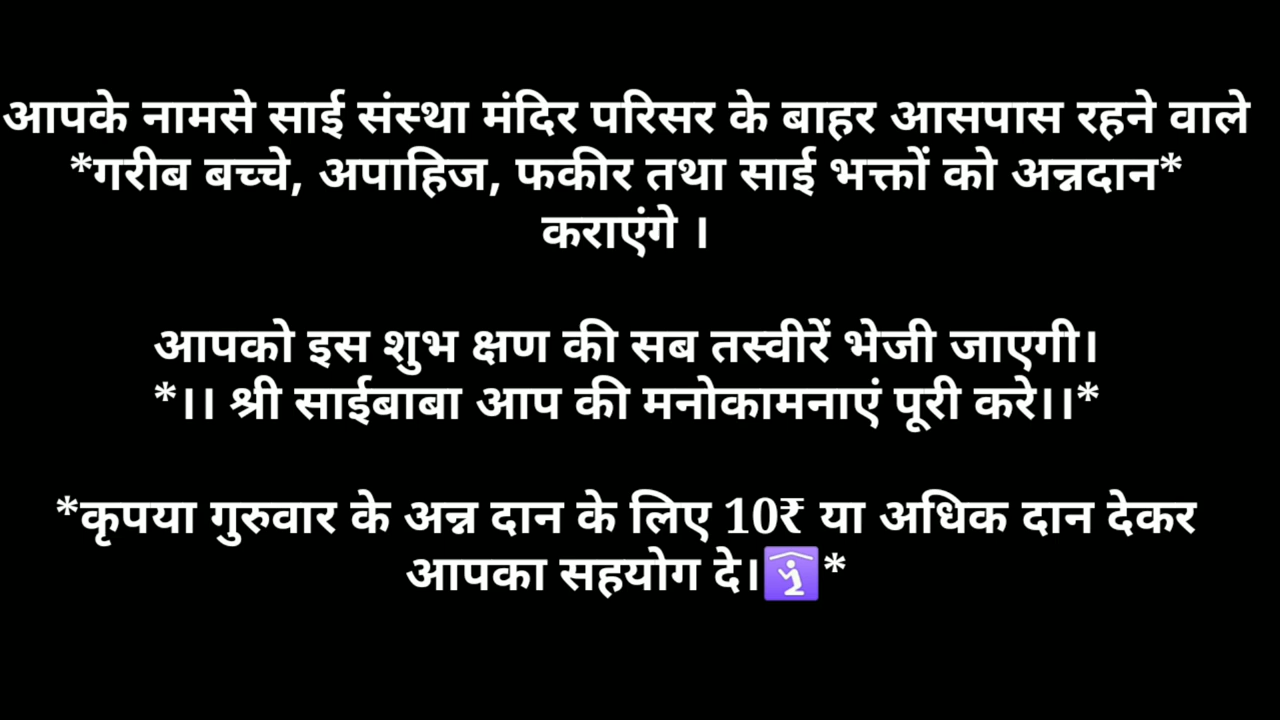 आपके नामसे साई संस्था मंदिर परिसर के बाहर आसपास रहने वाले
*गरीब बच्चे, अपाहिज, फकीर तथा साई भक्तों को अन्नदान*
कराएंगे ।
आपको इस शुभ क्षण की सब तस्वीरें भेजी जाएगी।
*।। श्री साईबाबा आप की मनोकामनाएं पूरी करे।।*
*कृपया गुरुवार के अन्न दान के लिए 10₹ या अधिक दान देकर
आपका सहयोग दे।🛐*